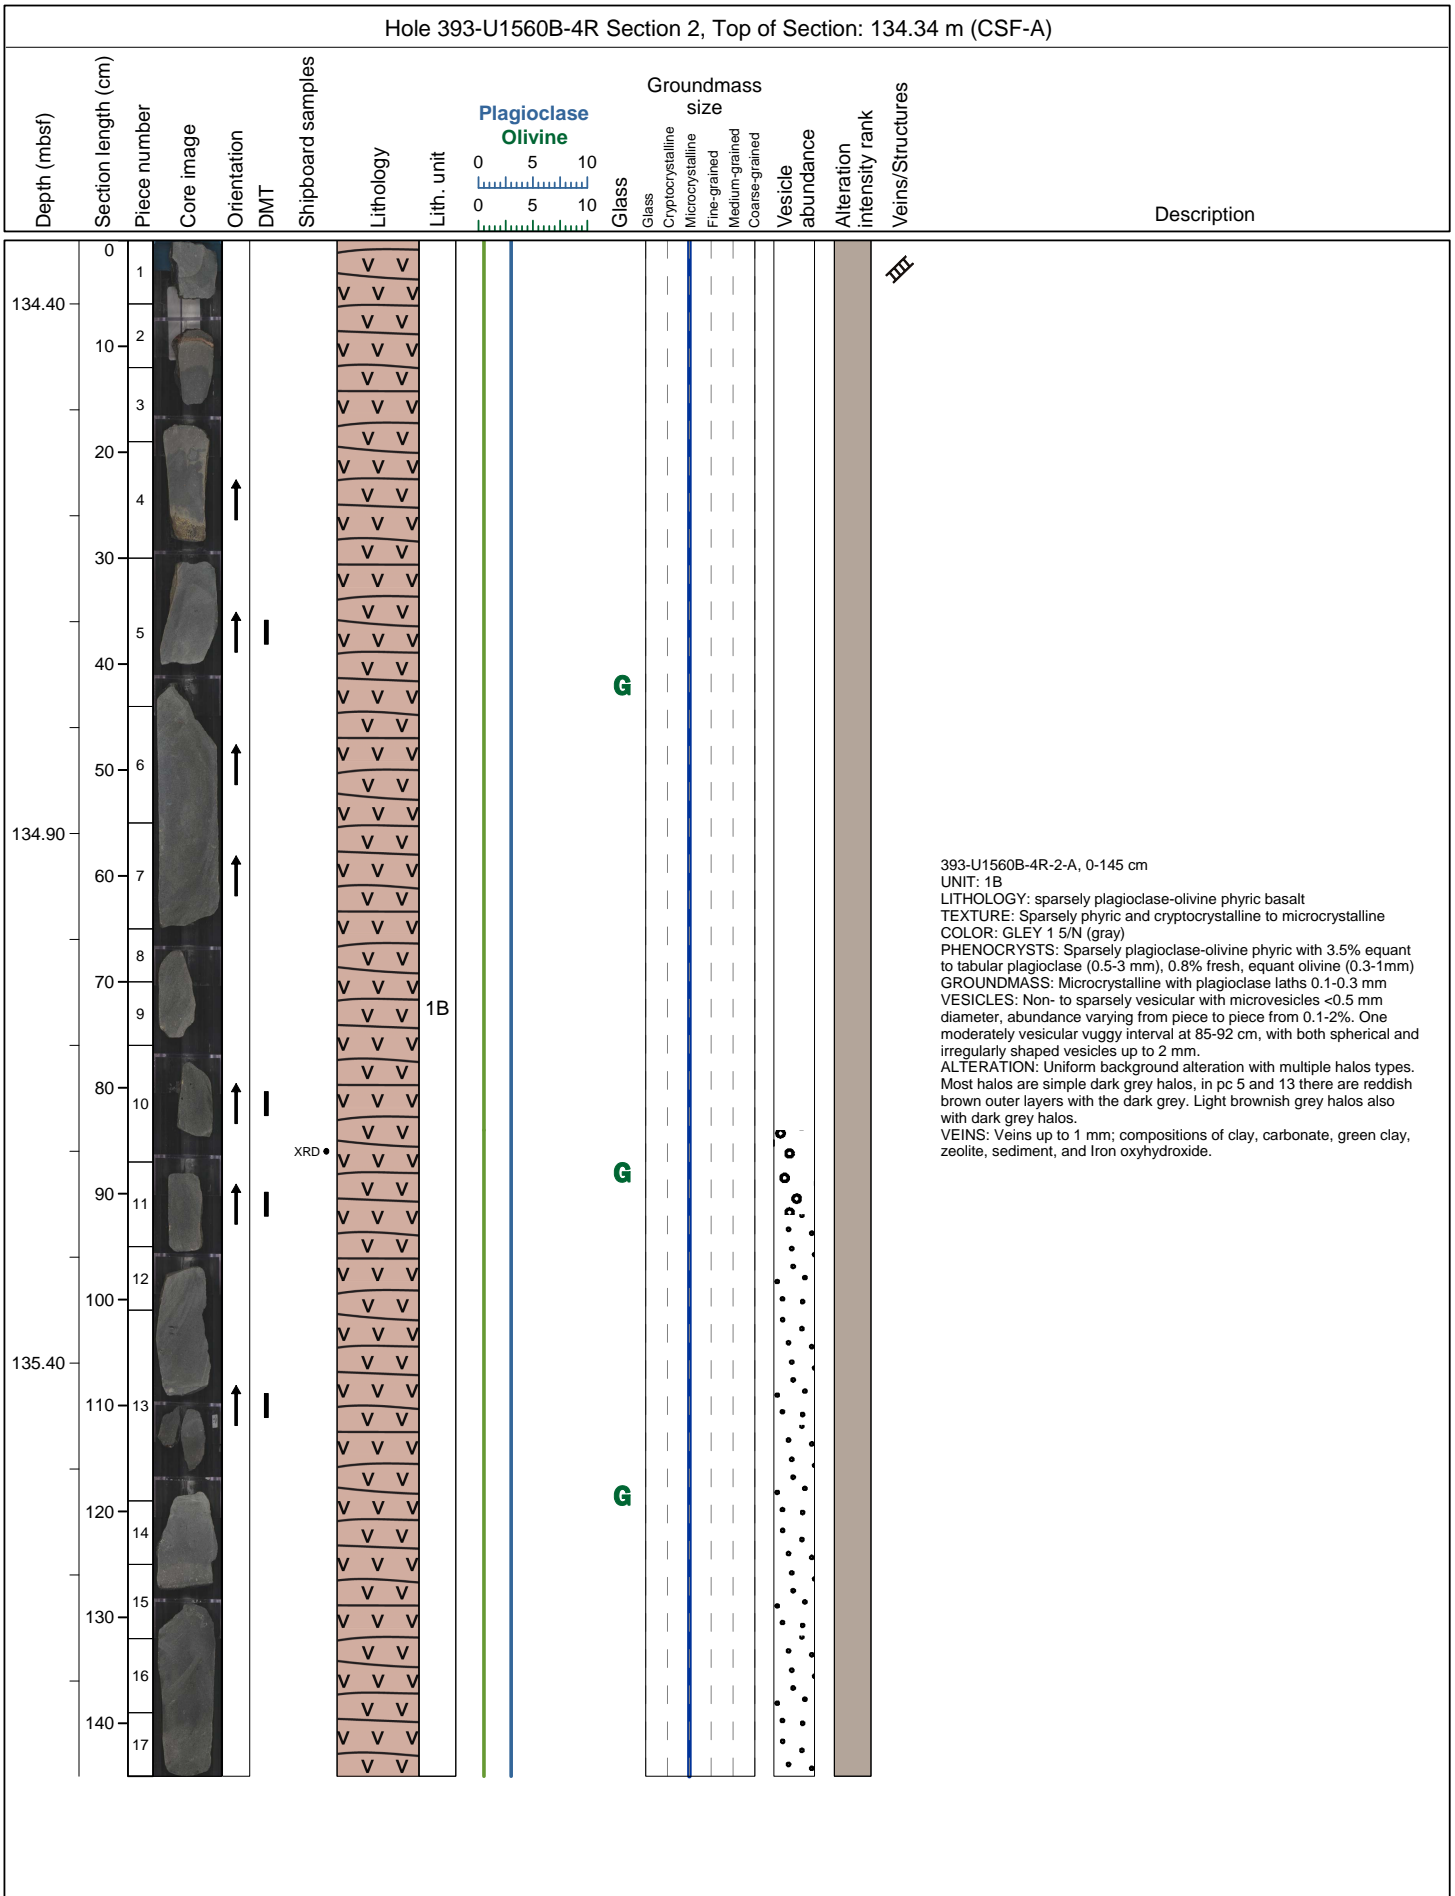 Hole 393-U1560B-4R Section 2, Top of Section: 134.34 m (CSF-A)
Depth (mbsf)
Section length (cm)
Piece number
Core image
Orientation
DMT
Shipboard samples
Lithology
Lith. unit
Plagioclase
Olivine
0 5 10
0 5 10
Glass
Groundmass
size
Glass
Cryptocrystalline
Microcrystalline
Fine-grained
Medium-grained
Coarse-grained
Vesicle
abundance
Alteration
intensity rank
Veins/Structures
Description
134.40
134.90
135.40
0
10
20
30
40
50
60
70
80
90
100
110
120
130
140
1
2
3
4
5
6
7
8
9
10
11
12
13
14
15
16
17
XRD
1B
G
G
G
393-U1560B-4R-2-A, 0-145 cm
UNIT: 1B
LITHOLOGY: sparsely plagioclase-olivine phyric basalt
TEXTURE: Sparsely phyric and cryptocrystalline to microcrystalline
COLOR: GLEY 1 5/N (gray)
PHENOCRYSTS: Sparsely plagioclase-olivine phyric with 3.5% equant
to tabular plagioclase (0.5-3 mm), 0.8% fresh, equant olivine (0.3-1mm)
GROUNDMASS: Microcrystalline with plagioclase laths 0.1-0.3 mm
VESICLES: Non- to sparsely vesicular with microvesicles <0.5 mm
diameter, abundance varying from piece to piece from 0.1-2%. One
moderately vesicular vuggy interval at 85-92 cm, with both spherical and
irregularly shaped vesicles up to 2 mm.
ALTERATION: Uniform background alteration with multiple halos types.
Most halos are simple dark grey halos, in pc 5 and 13 there are reddish
brown outer layers with the dark grey. Light brownish grey halos also
with dark grey halos.
VEINS: Veins up to 1 mm; compositions of clay, carbonate, green clay,
zeolite, sediment, and Iron oxyhydroxide.